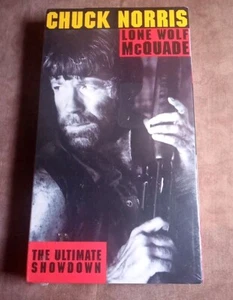 CHUCK NORRIS
LONE WOLF
McQUADE
THE ULTIMATE
SHOWDOWN